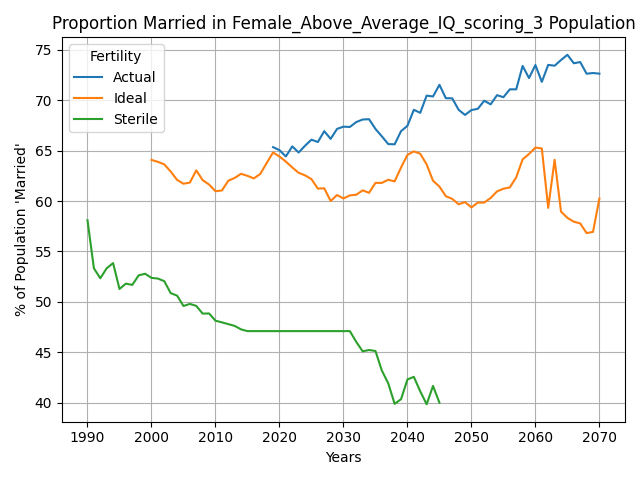 Proportion Married in Female_Above_Average_IQ_scoring_3 Population
75
70
65
60
55
50
45
40
% of Population 'Married'
Fertility
Actual
Ideal
Sterile
1990 2000 2010 2020 2030 2040 2050 2060 2070
Years